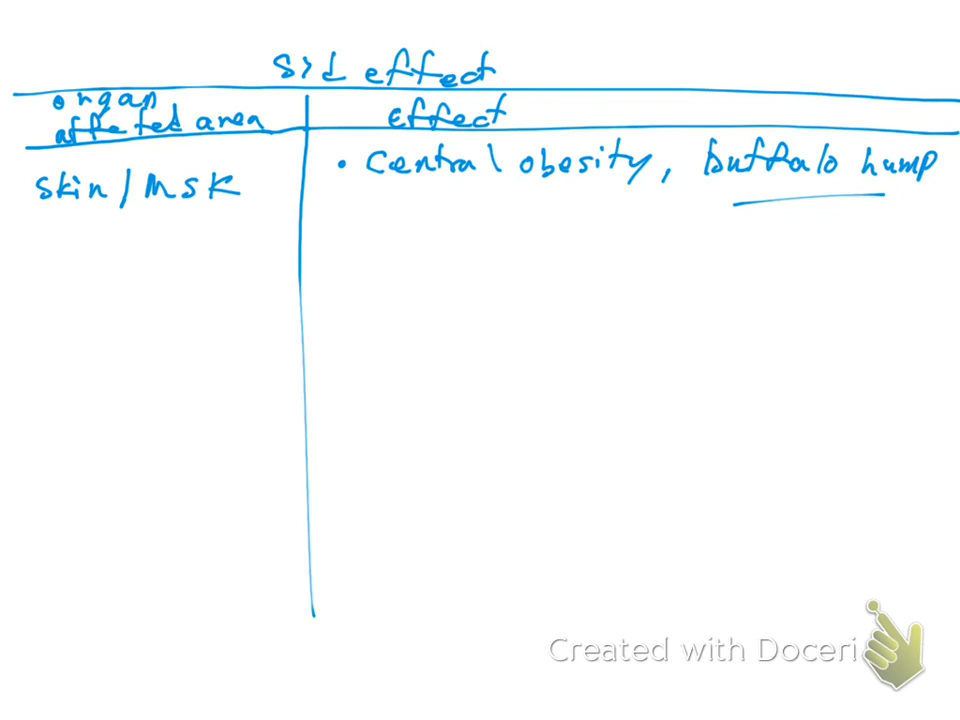 S>d effect
organ
affected area
effect
• Central obesity, buffalo hump
Skin / MSK
Created with Doceri